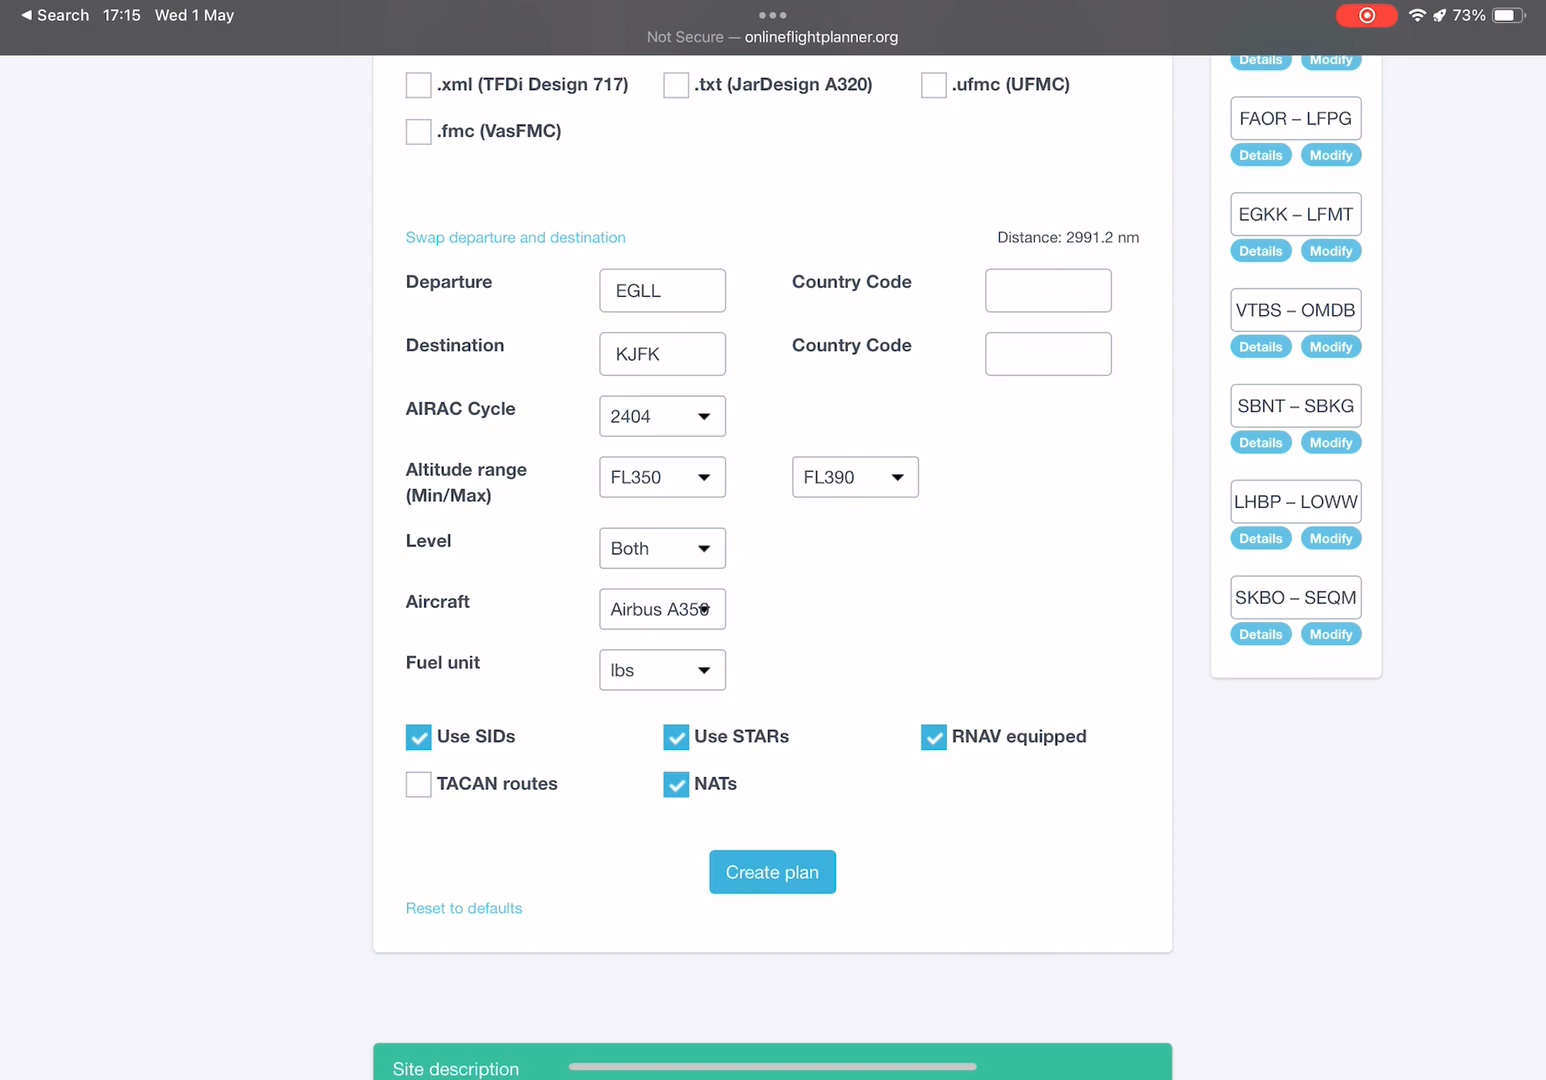 ◀ Search 17:15 Wed 1 May
73%
Not Secure — onlineflightplanner.org
.xml (TFDi Design 717)
.txt (JarDesign A320)
.ufmc (UFMC)
.fmc (VasFMC)
Swap departure and destination
Distance: 2991.2 nm
Departure
EGLL
Country Code
Destination
KJFK
Country Code
AIRAC Cycle
2404
Altitude range
(Min/Max)
FL350
FL390
Level
Both
Aircraft
Airbus A350
Fuel unit
lbs
Use SIDs
Use STARs
RNAV equipped
TACAN routes
NATs
Create plan
Reset to defaults
Site description
Details Modify
FAOR – LFPG
Details Modify
EGKK – LFMT
Details Modify
VTBS – OMDB
Details Modify
SBNT – SBKG
Details Modify
LHBP – LOWW
Details Modify
SKBO – SEQM
Details Modify